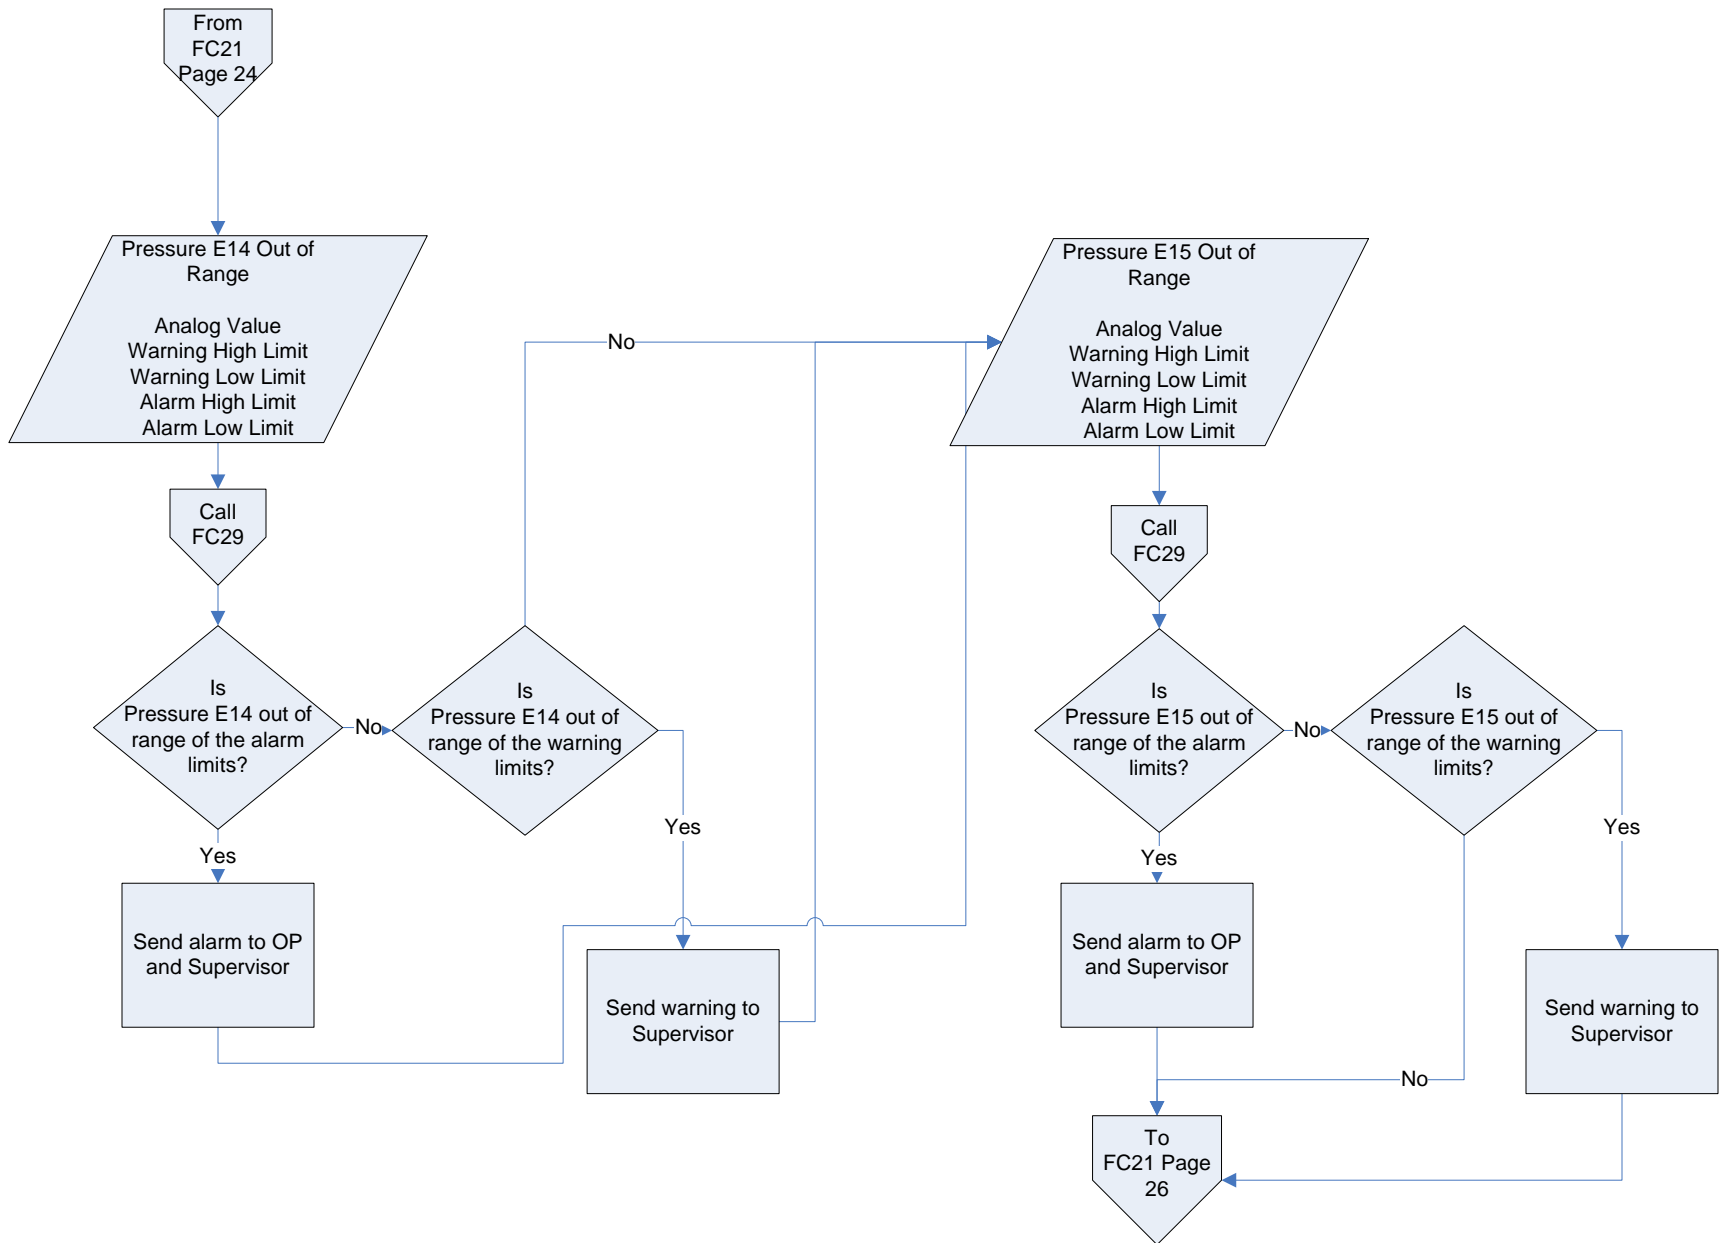 From
FC21
Page 24
Pressure E14 Out of
Range
Analog Value
Warning High Limit
Warning Low Limit
Alarm High Limit
Alarm Low Limit
Call
FC29
Is
Pressure E14 out of
range of the alarm
limits?
No
Is
Pressure E14 out of
range of the warning
limits?
No
Yes
Yes
Send alarm to OP
and Supervisor
Send warning to
Supervisor
Pressure E15 Out of
Range
Analog Value
Warning High Limit
Warning Low Limit
Alarm High Limit
Alarm Low Limit
Call
FC29
Is
Pressure E15 out of
range of the alarm
limits?
No
Is
Pressure E15 out of
range of the warning
limits?
Yes
Yes
Send alarm to OP
and Supervisor
Send warning to
Supervisor
No
To
FC21 Page
26